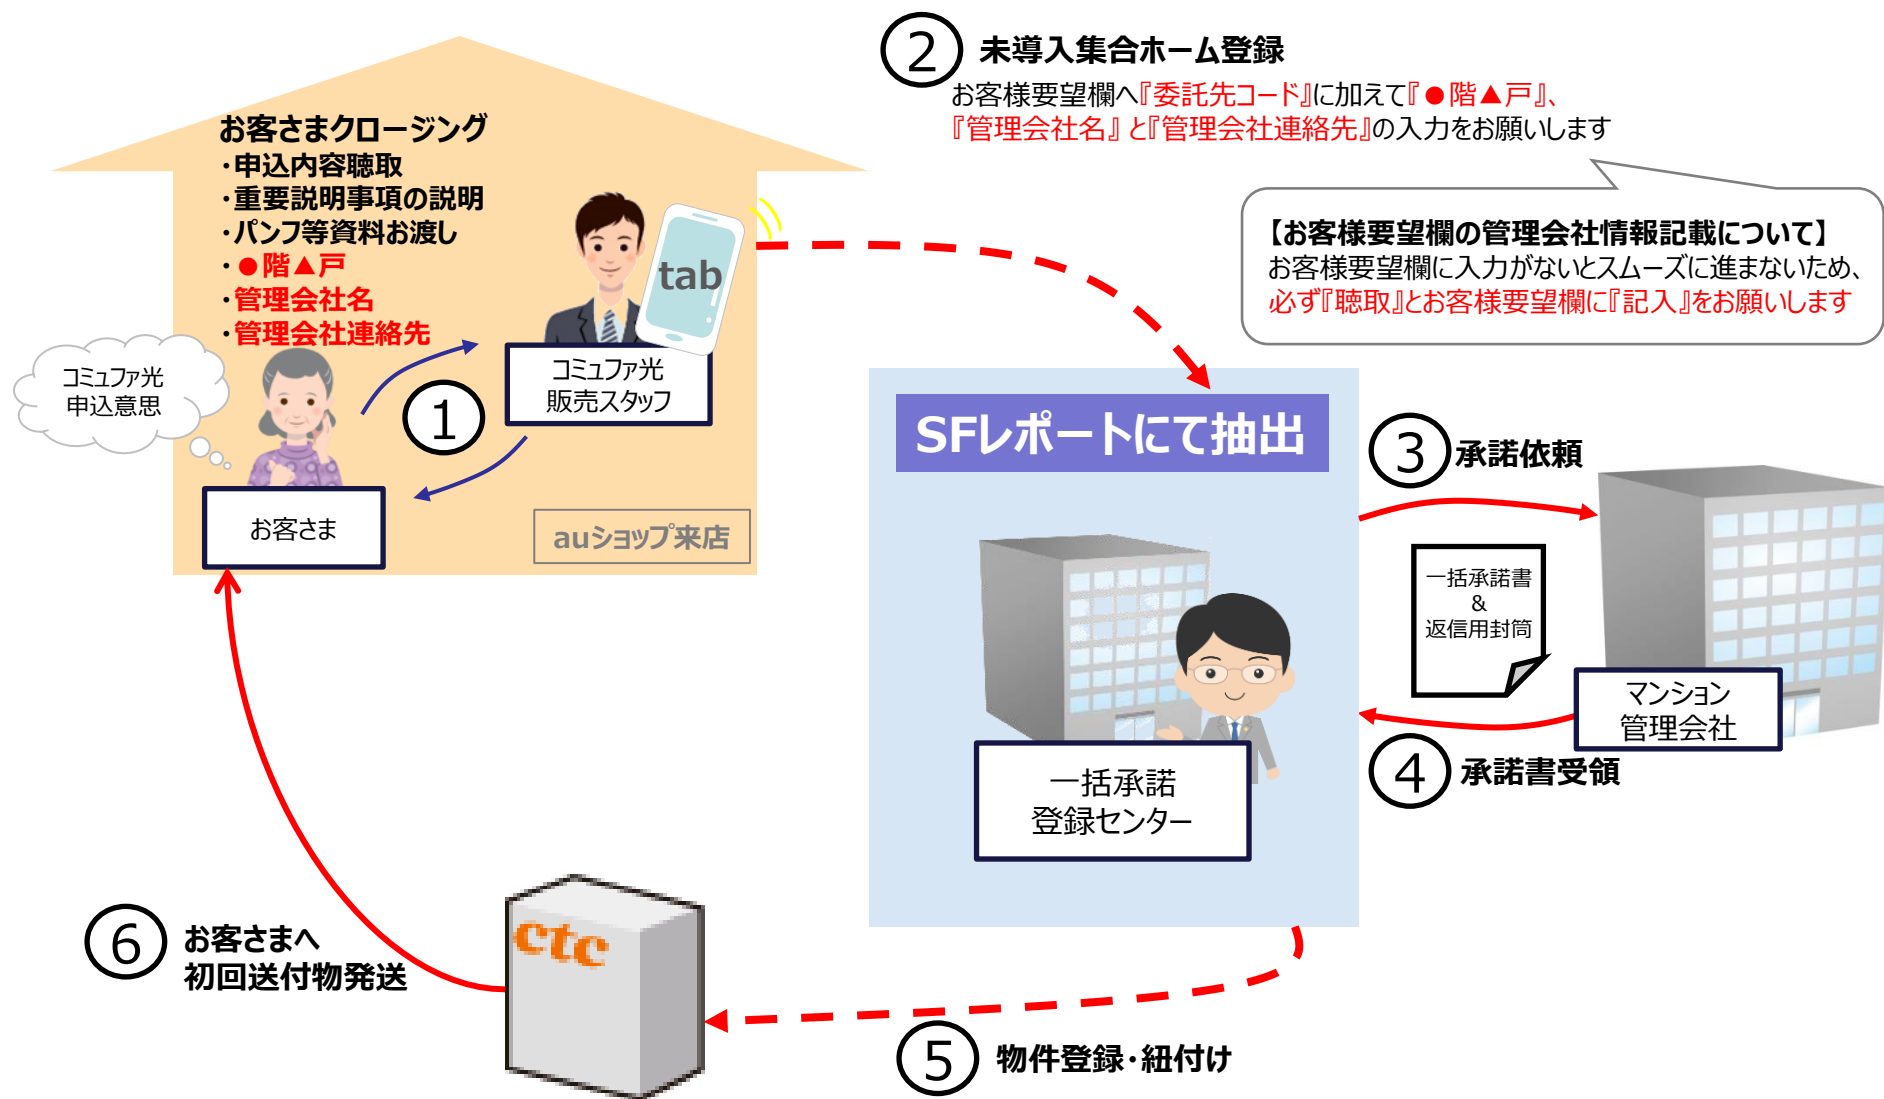 ② 未導入集合ホーム登録
お客様要望欄へ『委託先コード』に加えて『●階▲戸』、
『管理会社名』と『管理会社連絡先』の入力をお願いします
お客さまクロージング
・申込内容聴取
・重要説明事項の説明
・パンフ等資料お渡し
・●階▲戸
・管理会社名
・管理会社連絡先
tab
【お客様要望欄の管理会社情報記載について】
お客様要望欄に入力がないとスムーズに進まないため、
必ず『聴取』とお客様要望欄に『記入』をお願いします
コミュファ光
申込意思
①
コミュファ光
販売スタッフ
お客さま
auショップ来店
SFレポートにて抽出
③ 承諾依頼
一括承諾書
&
返信用封筒
マンション
管理会社
④ 承諾書受領
一括承諾
登録センター
⑥ お客さまへ
初回送付物発送
ctc
⑤ 物件登録・紐付け